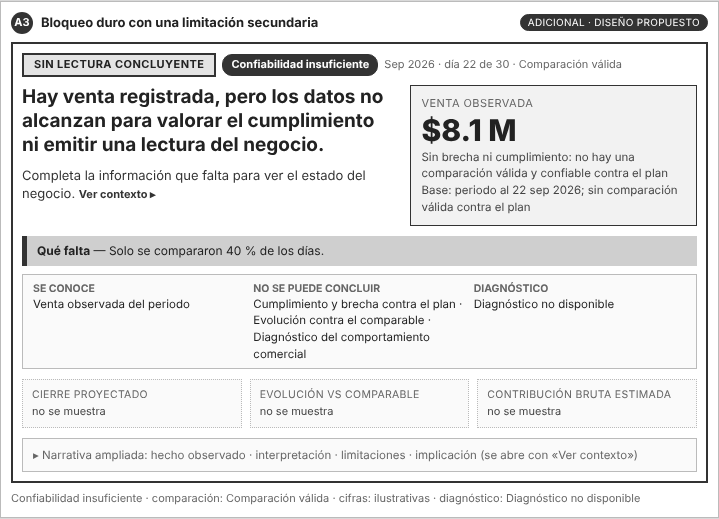 A3 Bloqueo duro con una limitación secundaria
ADICIONAL · DISEÑO PROPUESTO
SIN LECTURA CONCLUYENTE
Confiabilidad insuficiente
Sep 2026 · día 22 de 30 · Comparación válida
Hay venta registrada, pero los datos no
alcanzan para valorar el cumplimiento
ni emitir una lectura del negocio.
Completa la información que falta para ver el estado del
negocio. Ver contexto ▸
VENTA OBSERVADA
$8.1 M
Sin brecha ni cumplimiento: no hay una
comparación válida y confiable contra el plan
Base: periodo al 22 sep 2026; sin comparación
válida contra el plan
Qué falta — Solo se compararon 40 % de los días.
SE CONOCE
Venta observada del periodo
NO SE PUEDE CONCLUIR
Cumplimiento y brecha contra el plan ·
Evolución contra el comparable ·
Diagnóstico del comportamiento
comercial
DIAGNÓSTICO
Diagnóstico no disponible
CIERRE PROYECTADO
no se muestra
EVOLUCIÓN VS COMPARABLE
no se muestra
CONTRIBUCIÓN BRUTA ESTIMADA
no se muestra
▸ Narrativa ampliada: hecho observado · interpretación · limitaciones · implicación (se abre con «Ver contexto»)
Confiabilidad insuficiente · comparación: Comparación válida · cifras: ilustrativas · diagnóstico: Diagnóstico no disponible